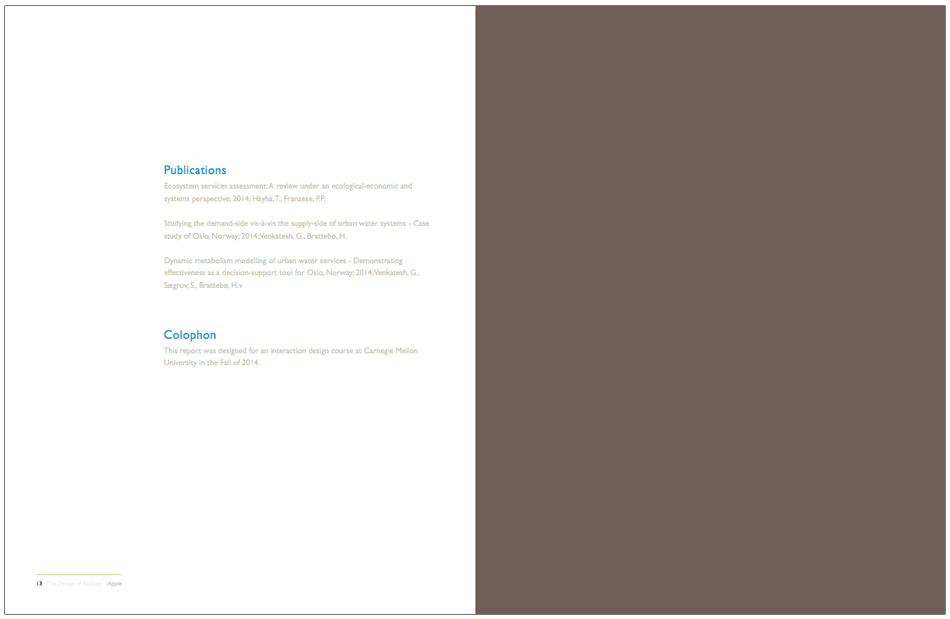 Publications
Ecosystem services assessment: A review under an ecological-economic and
systems perspective; 2014; Häyhä, T., Franzese, P.P.
Studying the demand-side vis-à-vis the supply-side of urban water systems - Case
study of Oslo, Norway; 2014; Venkatesh, G., Brattebø, H.
Dynamic metabolism modelling of urban water services - Demonstrating
effectiveness as a decision-support tool for Oslo, Norway; 2014; Venkatesh, G.,
Sægrov, S., Brattebø, H.v
Colophon
This report was designed for an interaction design course at Carnegie Mellon
University in the Fall of 2014.
13 The Design of Ecology Apple